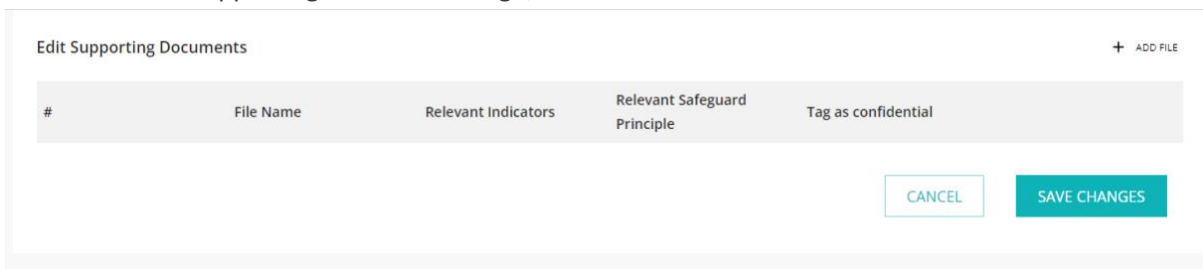 Edit Supporting Documents
+ ADD FILE
# File Name Relevant Indicators Relevant Safeguard Principle Tag as confidential
CANCEL SAVE CHANGES